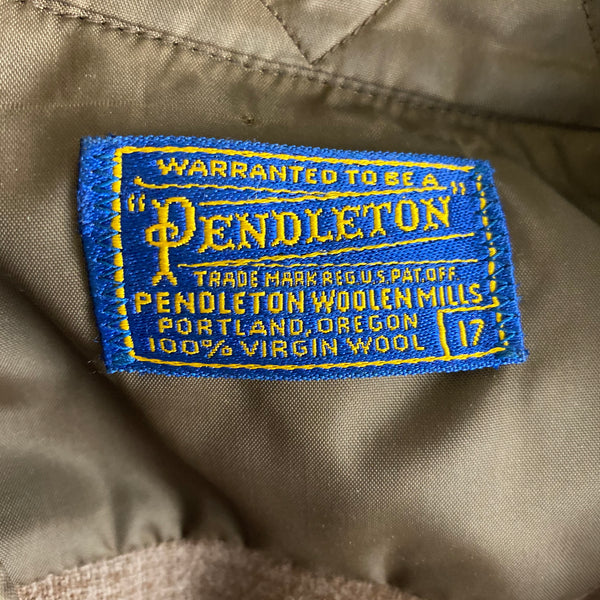 WARRANTED TO BE A
"PENDLETON"
TRADE MARK REG. U.S. PAT. OFF.
PENDLETON WOOLEN MILLS
PORTLAND, OREGON
100% VIRGIN WOOL
17